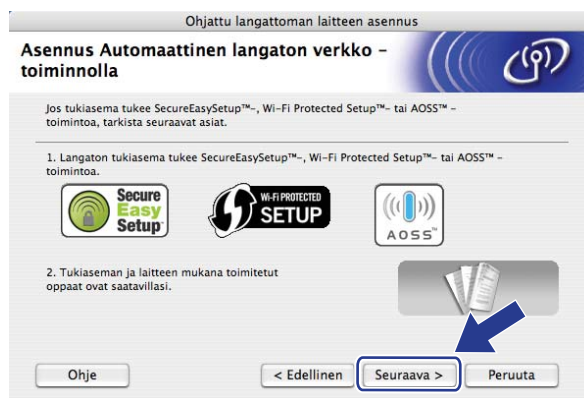 Ohjattu langattoman laitteen asennus
Asennus Automaattinen langaton verkko –
toiminnolla
Jos tukiasema tukee SecureEasySetup™–, Wi–Fi Protected Setup™– tai AOSS™ –
toimintoa, tarkista seuraavat asiat.
1. Langaton tukiasema tukee SecureEasySetup™–, Wi–Fi Protected Setup™– tai AOSS™ –
toimintoa.
Secure
Easy
Setup
WI-FI PROTECTED
SETUP
AOSS™
2. Tukiaseman ja laitteen mukana toimitetut
oppaat ovat saatavillasi.
Ohje
< Edellinen
Seuraava >
Peruuta